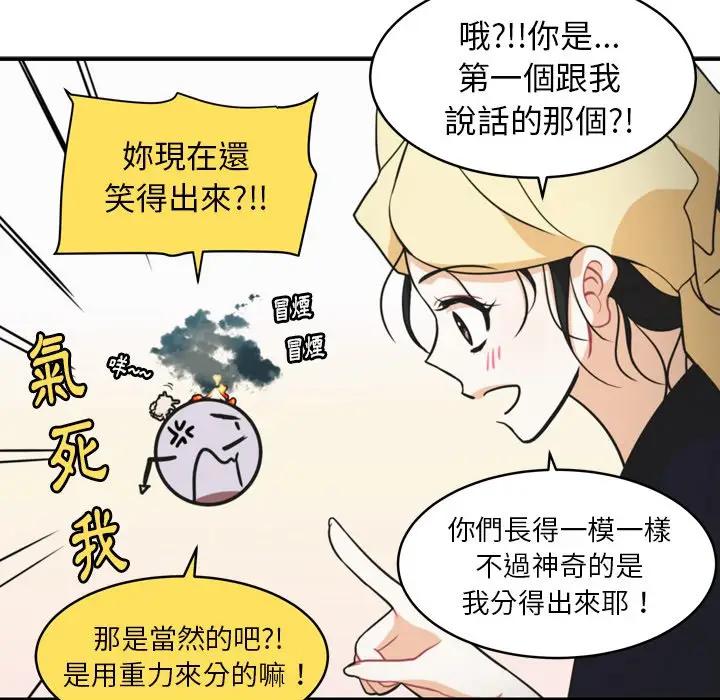 哦?!!你是...
第一個跟我
說話的那個?!
妳現在還
笑得出來?!!
冒煙
冒煙
咪~~
氣死我
你們長得一模一樣
不過神奇的是
我分得出來耶！
那是當然的吧?!
是用重力來分的嘛！